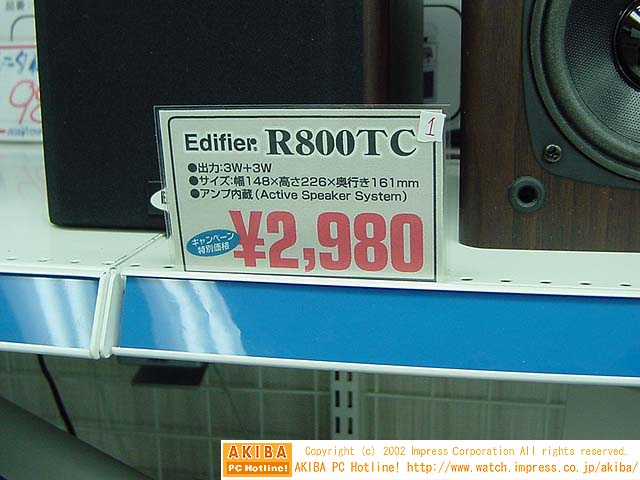 品番
Edifier R800TC
1
●出力:3W+3W
●サイズ:幅148×高さ226×奥行き161mm
●アンプ内蔵(Active Speaker System)
キャンペーン
特別価格
¥2,980
AKIBA
PC Hotline!
Copyright (c) 2002 Impress Corporation All rights reserved.
AKIBA PC Hotline! http://www.watch.impress.co.jp/akiba/